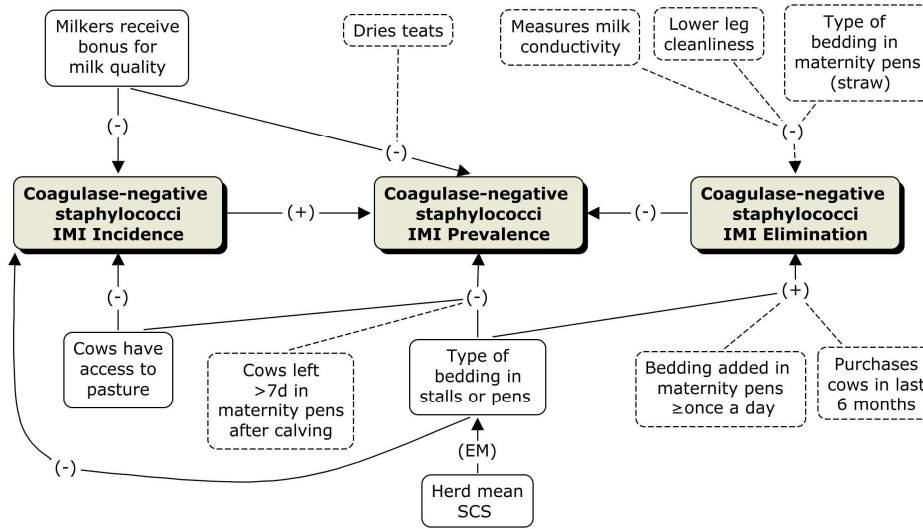 Milkers receive
bonus for
milk quality
Dries teats
Measures milk
conductivity
Lower leg
cleanliness
Type of
bedding in
maternity pens
(straw)
(-)
(-)
(-)
Coagulase-negative
staphylococci
IMI Incidence
(+)
Coagulase-negative
staphylococci
IMI Prevalence
(-)
Coagulase-negative
staphylococci
IMI Elimination
(-)
(-)
(+)
Cows have
access to
pasture
Cows left
>7d in
maternity pens
after calving
Type of
bedding in
stalls or pens
Bedding added in
maternity pens
≥once a day
Purchases
cows in last
6 months
(-)
(EM)
Herd mean
SCS